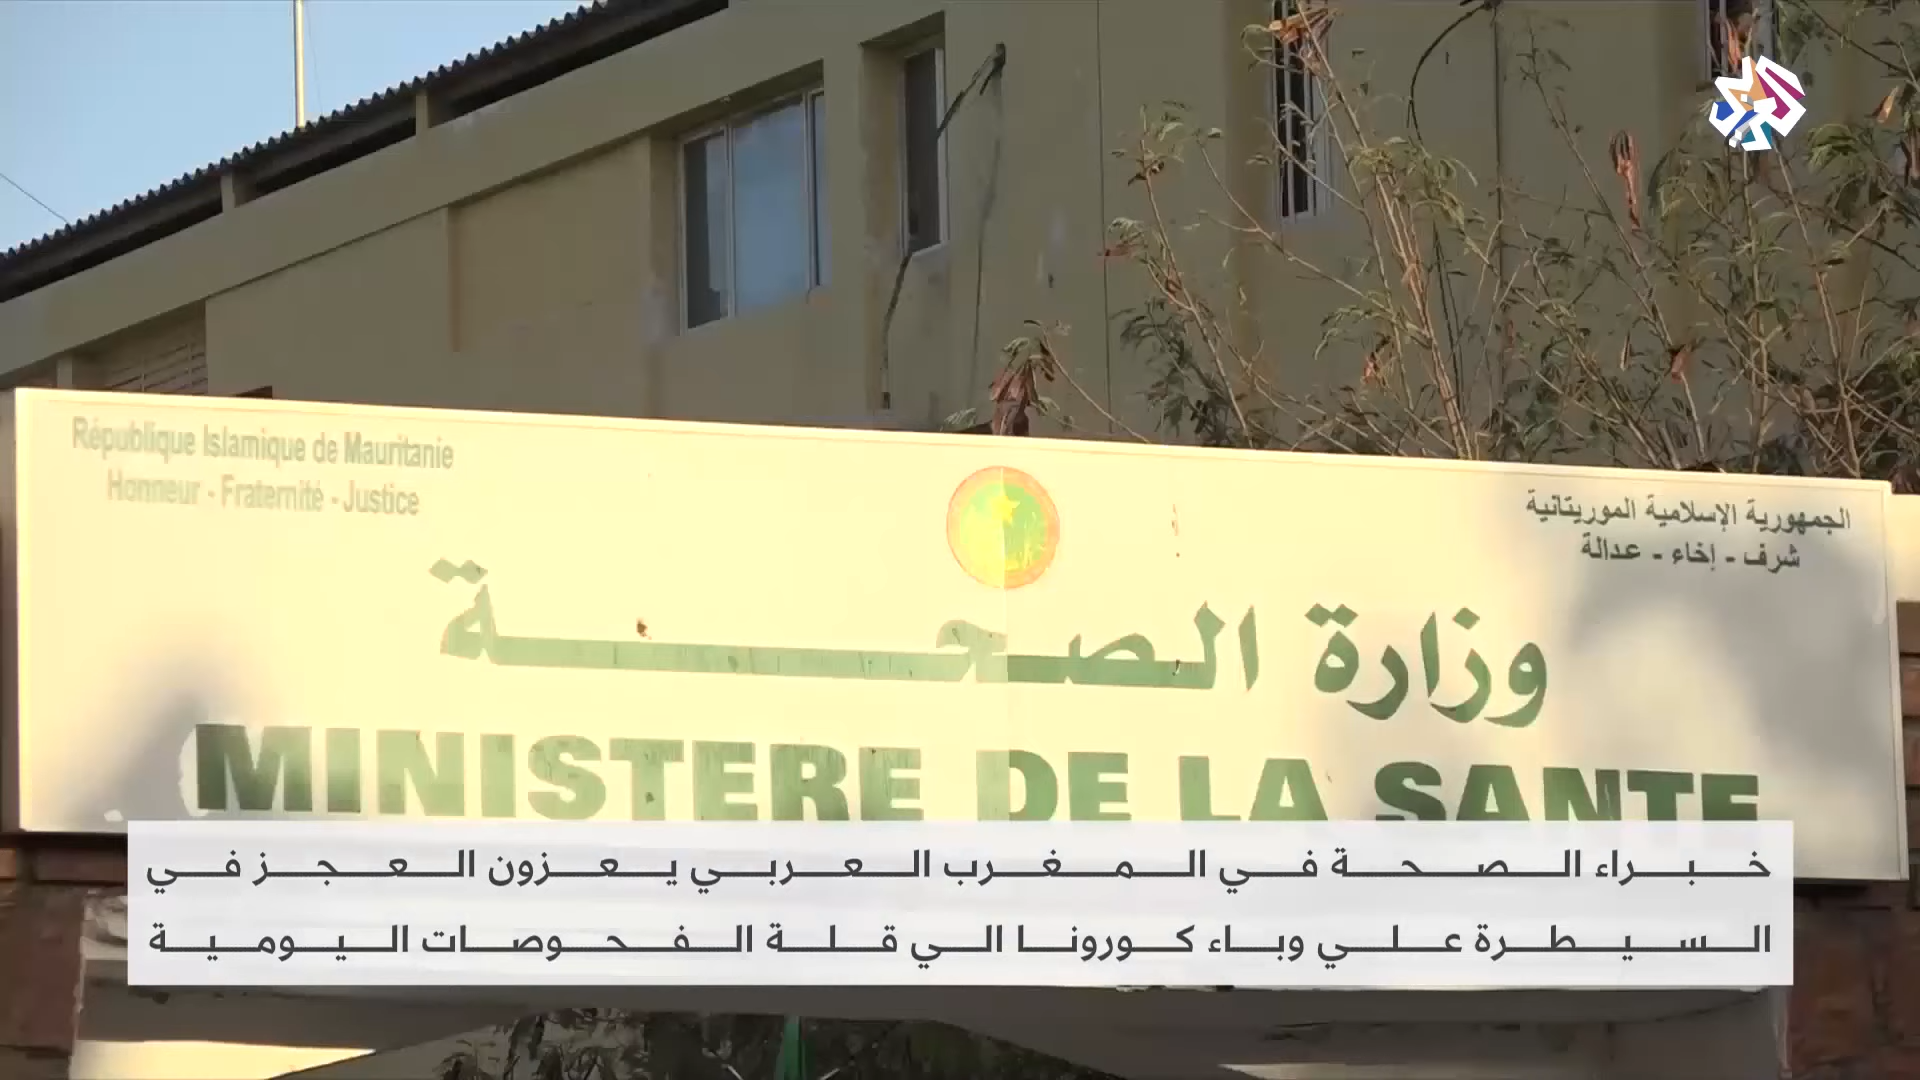 République Islamique de Mauritanie
Honneur - Fraternité - Justice
الجمهورية الإسلامية الموريتانية
شرف - إخاء - عدالة
وزارة الصحة
MINISTERE DE LA SANTE
خبراء الصحة في المغرب العربي يعزون العجز في
السيطرة علي وباء كورونا الي قلة الفحوصات اليومية